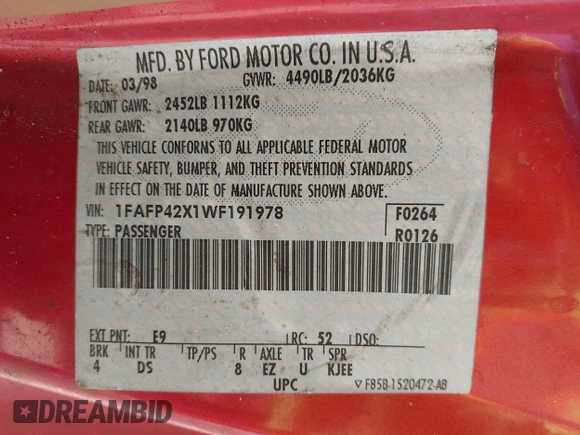 MFD. BY FORD MOTOR CO. IN U.S.A.
DATE: 03/98 GVWR: 4490LB/2036KG
FRONT GAWR: 2452LB 1112KG
REAR GAWR: 2140LB 970KG
THIS VEHICLE CONFORMS TO ALL APPLICABLE FEDERAL MOTOR
VEHICLE SAFETY, BUMPER, AND THEFT PREVENTION STANDARDS
IN EFFECT ON THE DATE OF MANUFACTURE SHOWN ABOVE.
VIN: 1FAFP42X1WF191978 F0264
TYPE: PASSENGER R0126
EXT PNT: E9 RC: 52 DSO:
BRK INT TR TP/PS R AXLE TR SPR
4 DS 8 EZ U KJEE
UPC ▽F85B-1520472-AB
DREAMBID